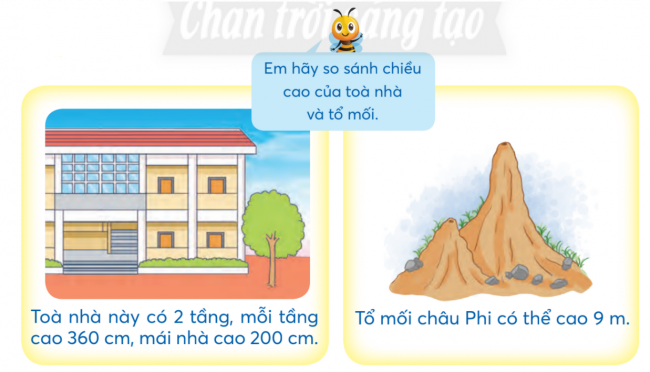 Chân trời sáng tạo
Em hãy so sánh chiều
cao của toà nhà
và tổ mối.
Toà nhà này có 2 tầng, mỗi tầng
cao 360 cm, mái nhà cao 200 cm.
Tổ mối châu Phi có thể cao 9 m.